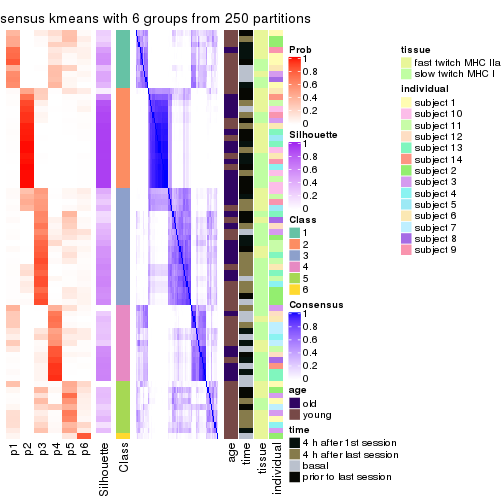 sensus kmeans with 6 groups from 250 partitions
Prob
1
0.8
0.6
0.4
0.2
0
Silhouette
1
0.8
0.6
0.4
0.2
0
Class
1
2
3
4
5
6
Consensus
1
0.8
0.6
0.4
0.2
0
age
old
young
time
4 h after 1st session
4 h after last session
basal
prior to last session
tissue
fast twitch MHC IIa
slow twitch MHC I
individual
subject 1
subject 10
subject 11
subject 12
subject 13
subject 14
subject 2
subject 3
subject 4
subject 5
subject 6
subject 7
subject 8
subject 9
p1
p2
p3
p4
p5
p6
Silhouette
Class
age
time
tissue
individual